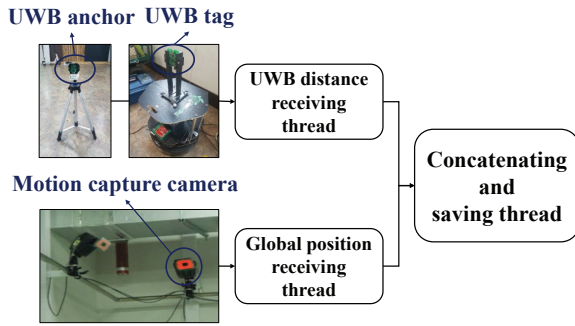 UWB anchor
UWB tag
UWB distance
receiving
thread
Concatenating
and
saving thread
Motion capture camera
Global position
receiving
thread